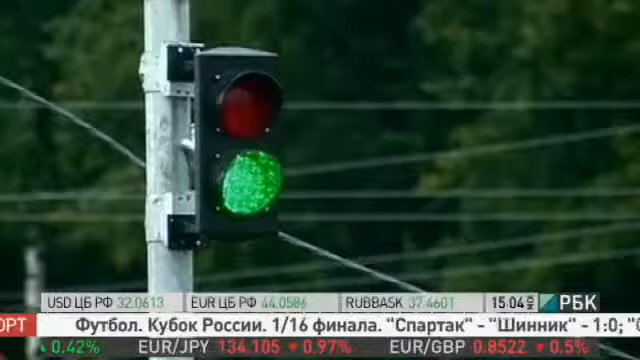 USD ЦБ РФ 32.0613 EUR ЦБ РФ 44.0586 RUBBASK 37.4601 15:04 РБК
ОРТ Футбол. Кубок России. 1/16 финала. "Спартак" - "Шинник" - 1:0; "С
0.42% EUR/JPY 134.105 0.97% EUR/GBP 0.8522 0.5%